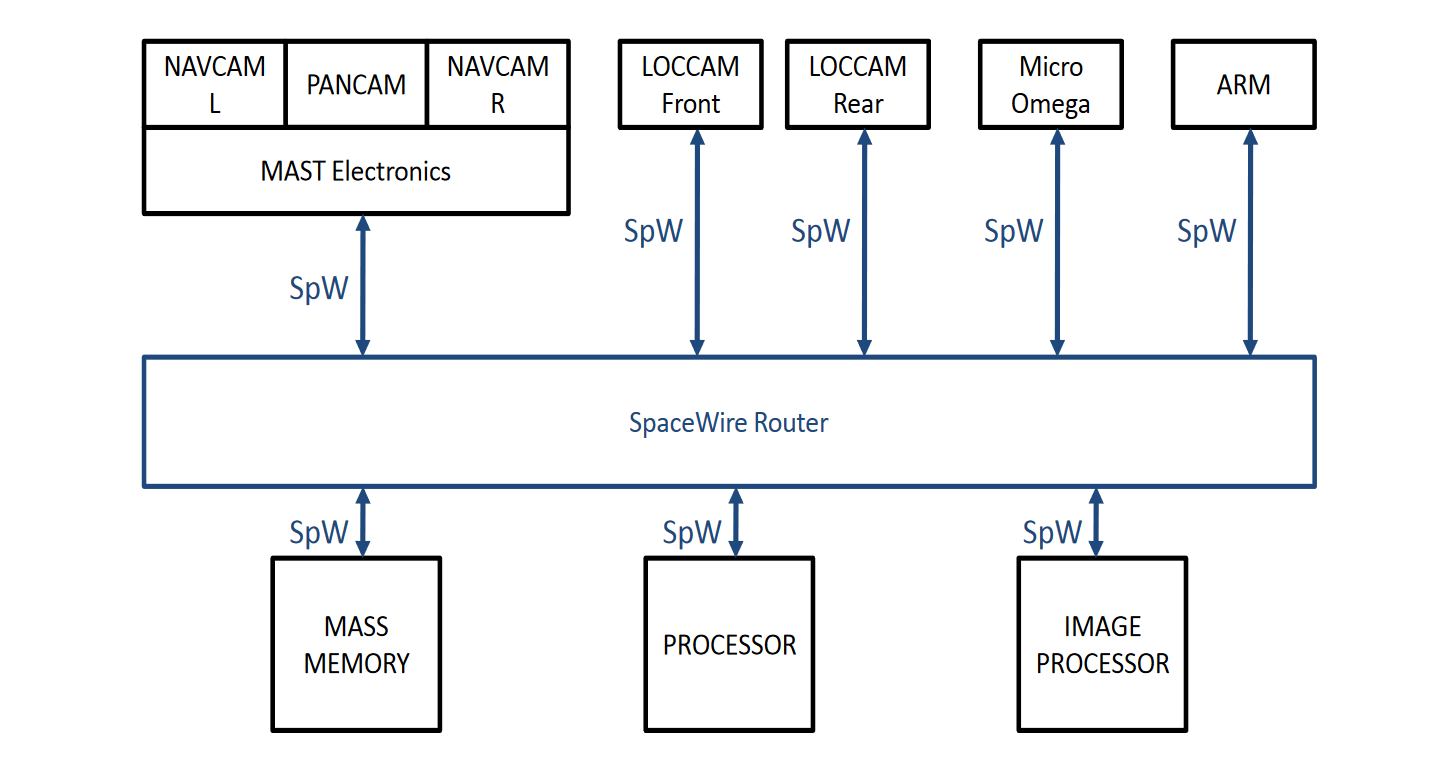 NAVCAM
L
PANCAM
NAVCAM
R
LOCCAM
Front
LOCCAM
Rear
Micro
Omega
ARM
MAST Electronics
SpW
SpW
SpW
SpW
SpW
SpaceWire Router
SpW
SpW
SpW
MASS
MEMORY
PROCESSOR
IMAGE
PROCESSOR